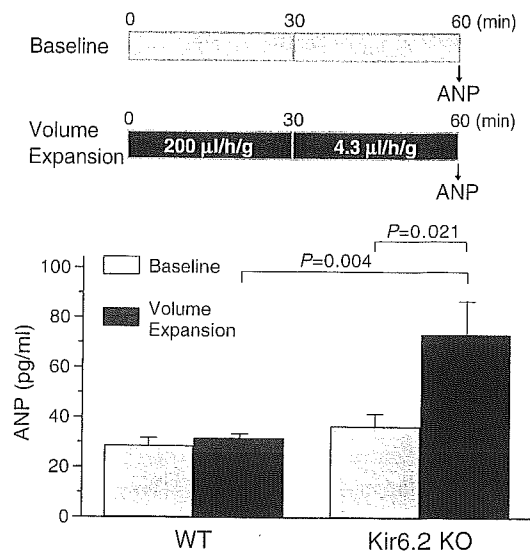 0 30 60 (min)
Baseline
ANP
0 30 60 (min)
Volume
Expansion
200 µl/h/g 4.3 µl/h/g
ANP
P=0.021
P=0.004
100
80
60
40
20
0
ANP (pg/ml)
Baseline
Volume
Expansion
WT Kir6.2 KO